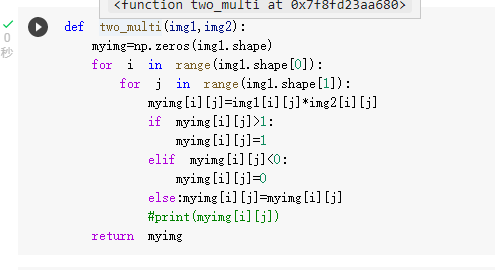 <function two_multi at 0x7f8fd23aa680>
0
秒
def two_multi(img1,img2):
    myimg=np.zeros(img1.shape)
    for i in range(img1.shape[0]):
        for j in range(img1.shape[1]):
            myimg[i][j]=img1[i][j]*img2[i][j]
            if myimg[i][j]>1:
                myimg[i][j]=1
            elif myimg[i][j]<0:
                myimg[i][j]=0
            else:myimg[i][j]=myimg[i][j]
            #print(myimg[i][j])
    return myimg